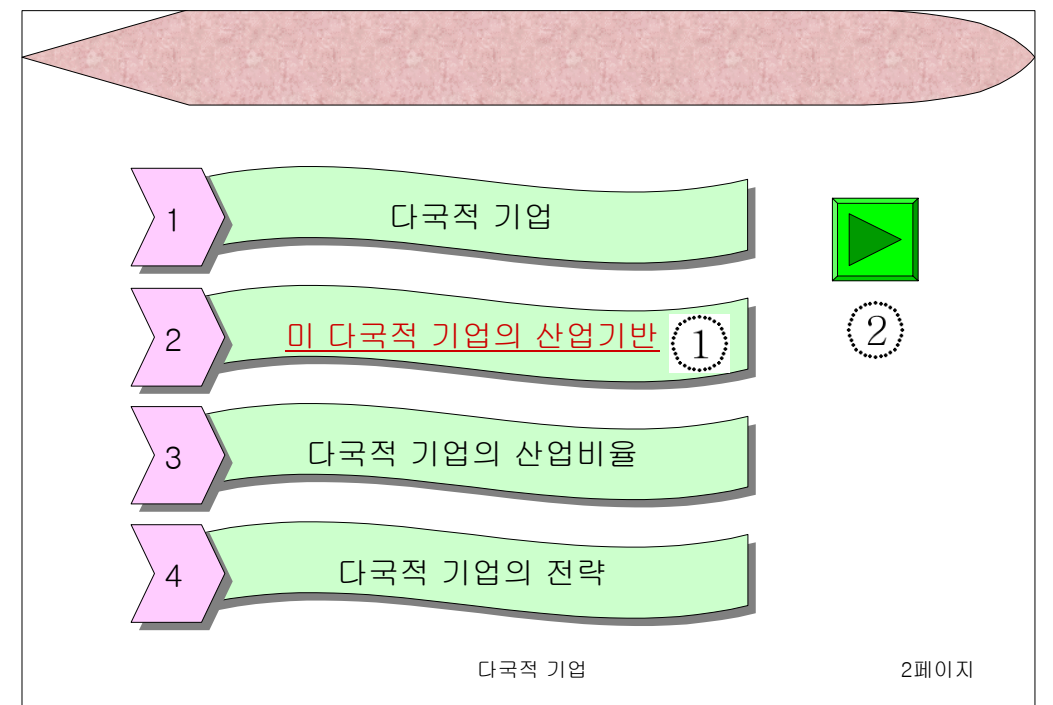 1 다국적 기업
2 미 다국적 기업의 산업기반 ①
②
3 다국적 기업의 산업비율
4 다국적 기업의 전략
다국적 기업 2페이지